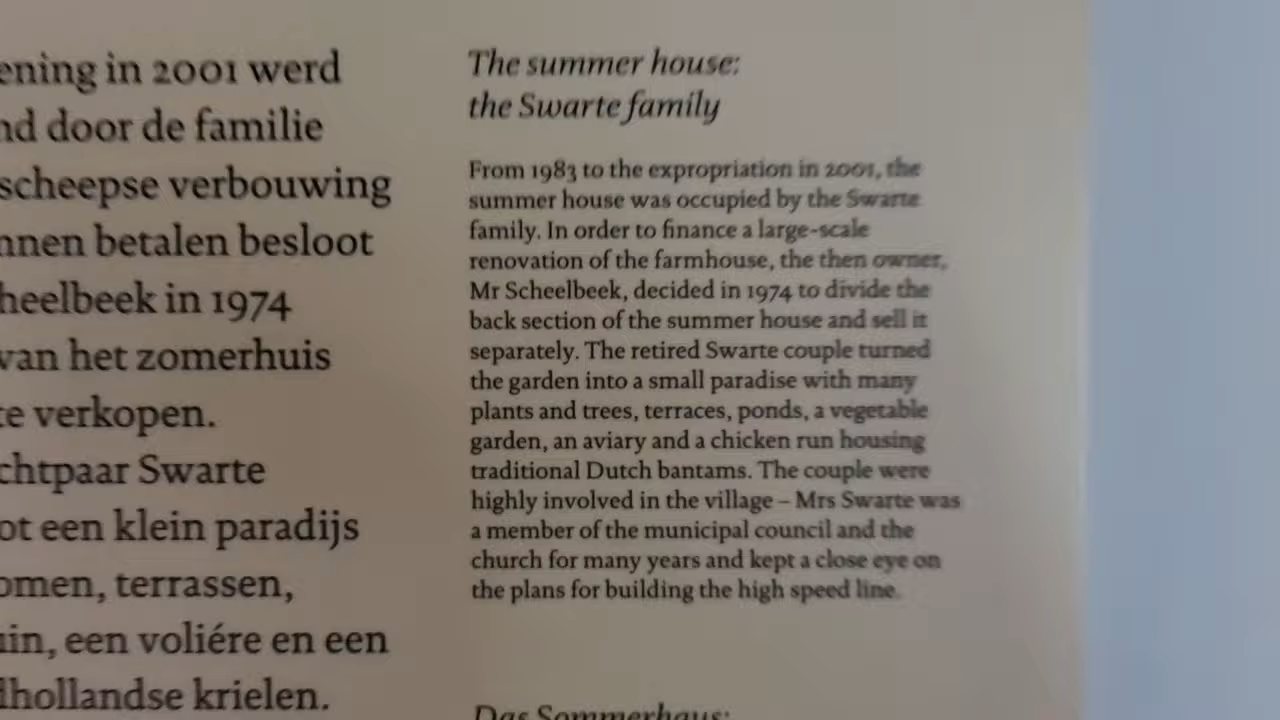 ening in 2001 werd
nd door de familie
scheepse verbouwing
nnen betalen besloot
heelbeek in 1974
van het zomerhuis
te verkopen.
chtpaar Swarte
ot een klein paradijs
omen, terrassen,
uin, een voliére en een
dhollandse krielen.
The summer house:
the Swarte family
From 1983 to the expropriation in 2001, the
summer house was occupied by the Swarte
family. In order to finance a large-scale
renovation of the farmhouse, the then owner,
Mr Scheelbeek, decided in 1974 to divide the
back section of the summer house and sell it
separately. The retired Swarte couple turned
the garden into a small paradise with many
plants and trees, terraces, ponds, a vegetable
garden, an aviary and a chicken run housing
traditional Dutch bantams. The couple were
highly involved in the village – Mrs Swarte was
a member of the municipal council and the
church for many years and kept a close eye on
the plans for building the high speed line.
Das Sommerhaus: